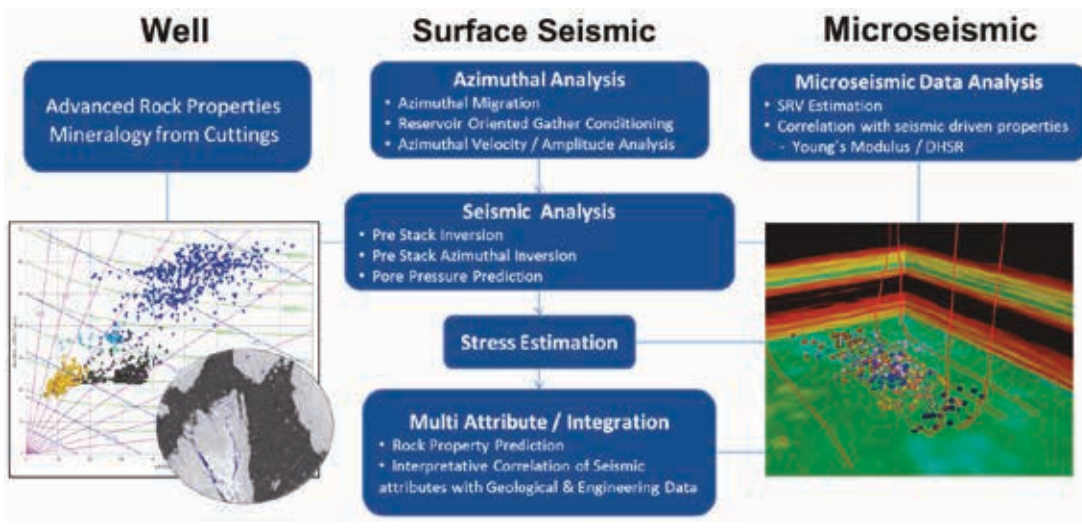 Well
Advanced Rock Properties
Mineralogy from Cuttings
Surface Seismic
Azimuthal Analysis
• Azimuthal Migration
• Reservoir Oriented Gather Conditioning
• Azimuthal Velocity / Amplitude Analysis
Seismic Analysis
• Pre Stack Inversion
• Pre Stack Azimuthal Inversion
• Pore Pressure Prediction
Stress Estimation
Multi Attribute / Integration
• Rock Property Prediction
• Interpretative Correlation of Seismic
attributes with Geological & Engineering Data
Microseismic
Microseismic Data Analysis
• SRV Estimation
• Correlation with seismic driven properties
- Young's Modulus / DHSR